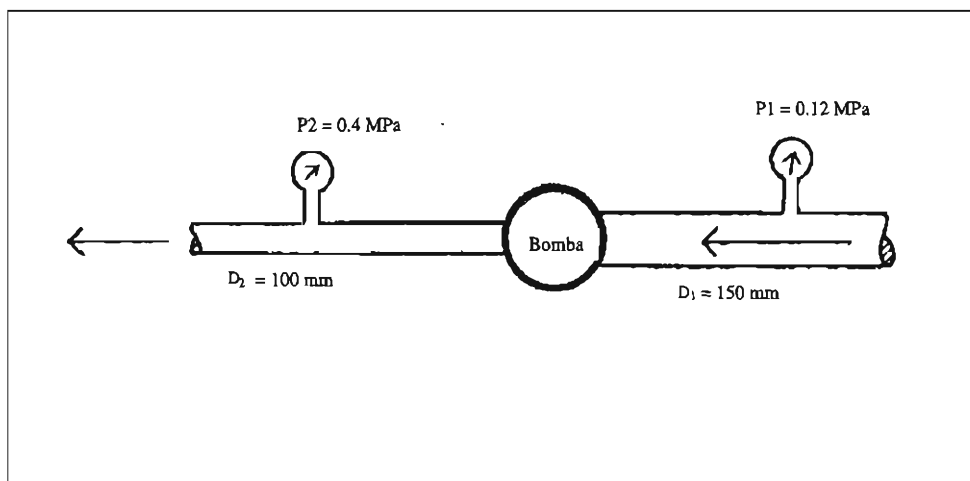 P1 = 0.12 MPa
P2 = 0.4 MPa
Bomba
D₂ = 100 mm
D₁ = 150 mm